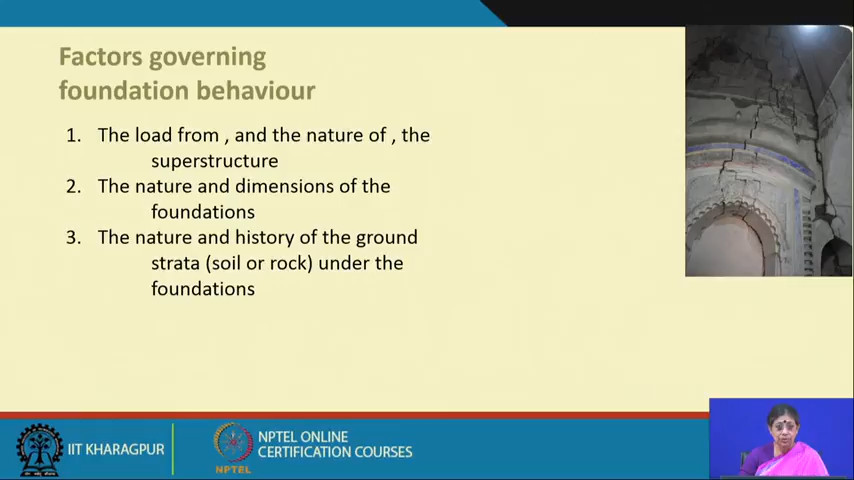 Factors governing
foundation behaviour
1. The load from , and the nature of , the
superstructure
2. The nature and dimensions of the
foundations
3. The nature and history of the ground
strata (soil or rock) under the
foundations
IIT KHARAGPUR
NPTEL
NPTEL ONLINE
CERTIFICATION COURSES